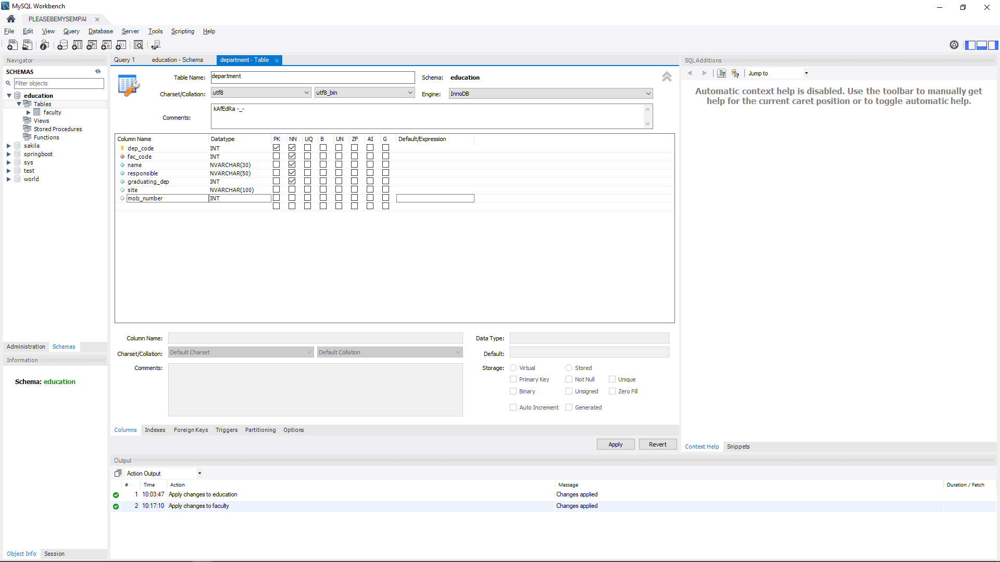 MySQL Workbench
PLEASEBEMYSEMPAI
File Edit View Query Database Server Tools Scripting Help
Navigator
SCHEMAS
Filter objects
education
Tables
faculty
Views
Stored Procedures
Functions
sakila
springboot
sys
test
world
Administration Schemas
Information
Schema: education
Object Info Session
Query 1 education - Schema department - Table
Table Name: department Schema: education
Charset/Collation: utf8 utf8_bin Engine: InnoDB
Comments: kAfEdRa -_-
Column Name Datatype PK NN UQ B UN ZF AI G Default/Expression
dep_code INT
fac_code INT
name NVARCHAR(30)
responsible NVARCHAR(50)
graduating_dep INT
site NVARCHAR(100)
mob_number INT
Column Name: Data Type:
Charset/Collation: Default Charset Default Collation Default:
Comments: Storage: Virtual Stored
Primary Key Not Null Unique
Binary Unsigned Zero Fill
Auto Increment Generated
Columns Indexes Foreign Keys Triggers Partitioning Options
Apply Revert
SQLAdditions
Jump to
Automatic context help is disabled. Use the toolbar to manually get
help for the current caret position or to toggle automatic help.
Context Help Snippets
Output
Action Output
# Time Action Message Duration / Fetch
1 10:03:47 Apply changes to education Changes applied
2 10:17:10 Apply changes to faculty Changes applied